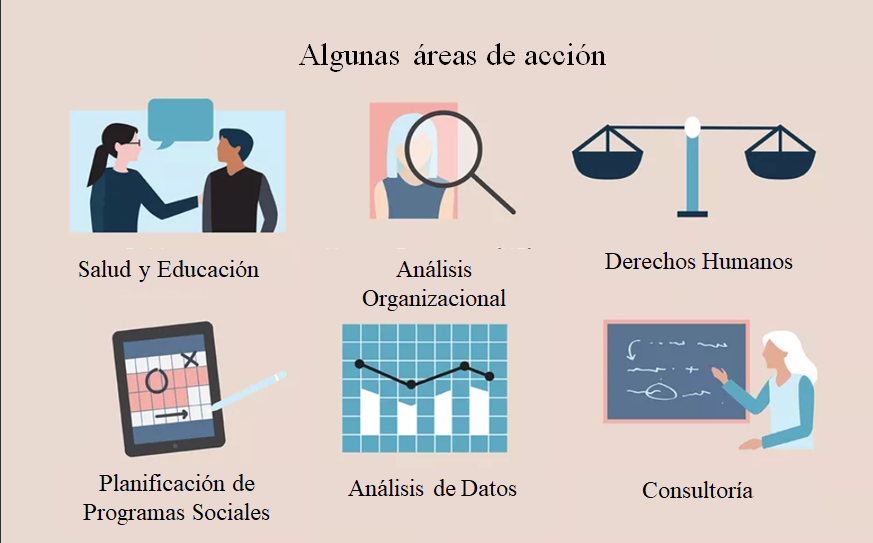 Algunas áreas de acción
Salud y Educación
Análisis
Organizacional
Derechos Humanos
Planificación de
Programas Sociales
Análisis de Datos
Consultoría